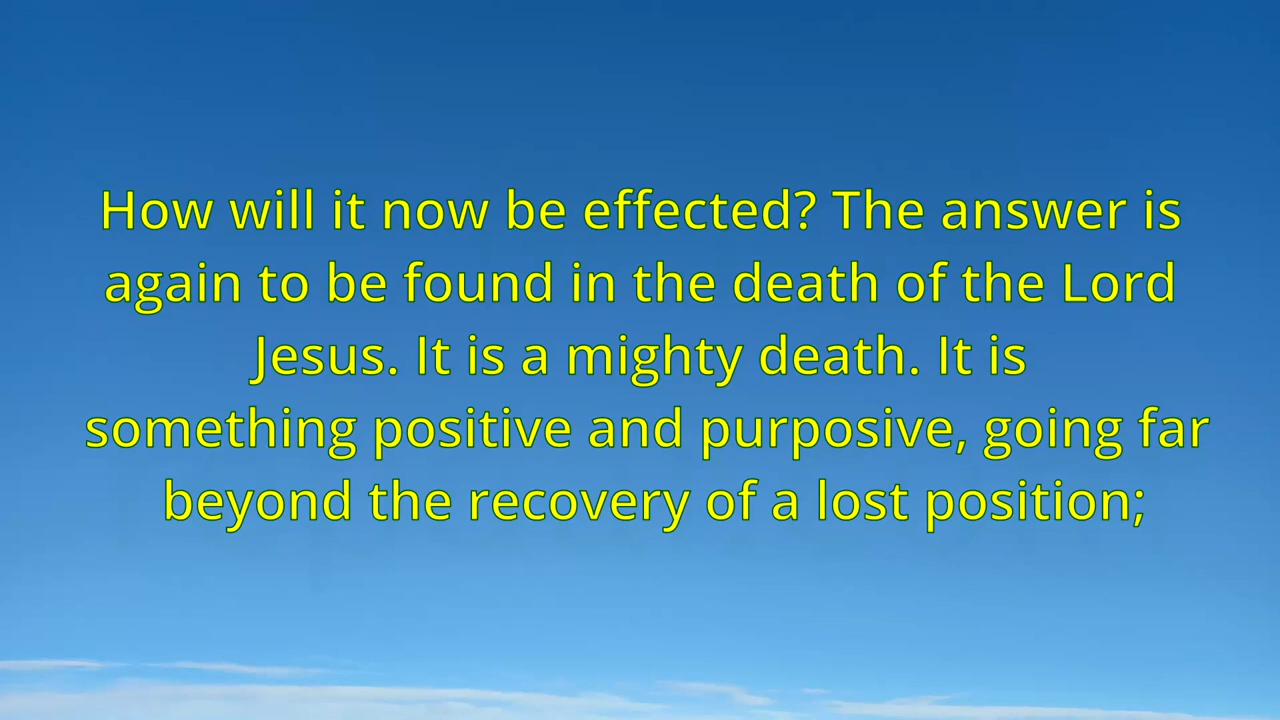 How will it now be effected? The answer is
again to be found in the death of the Lord
Jesus. It is a mighty death. It is
something positive and purposive, going far
beyond the recovery of a lost position;